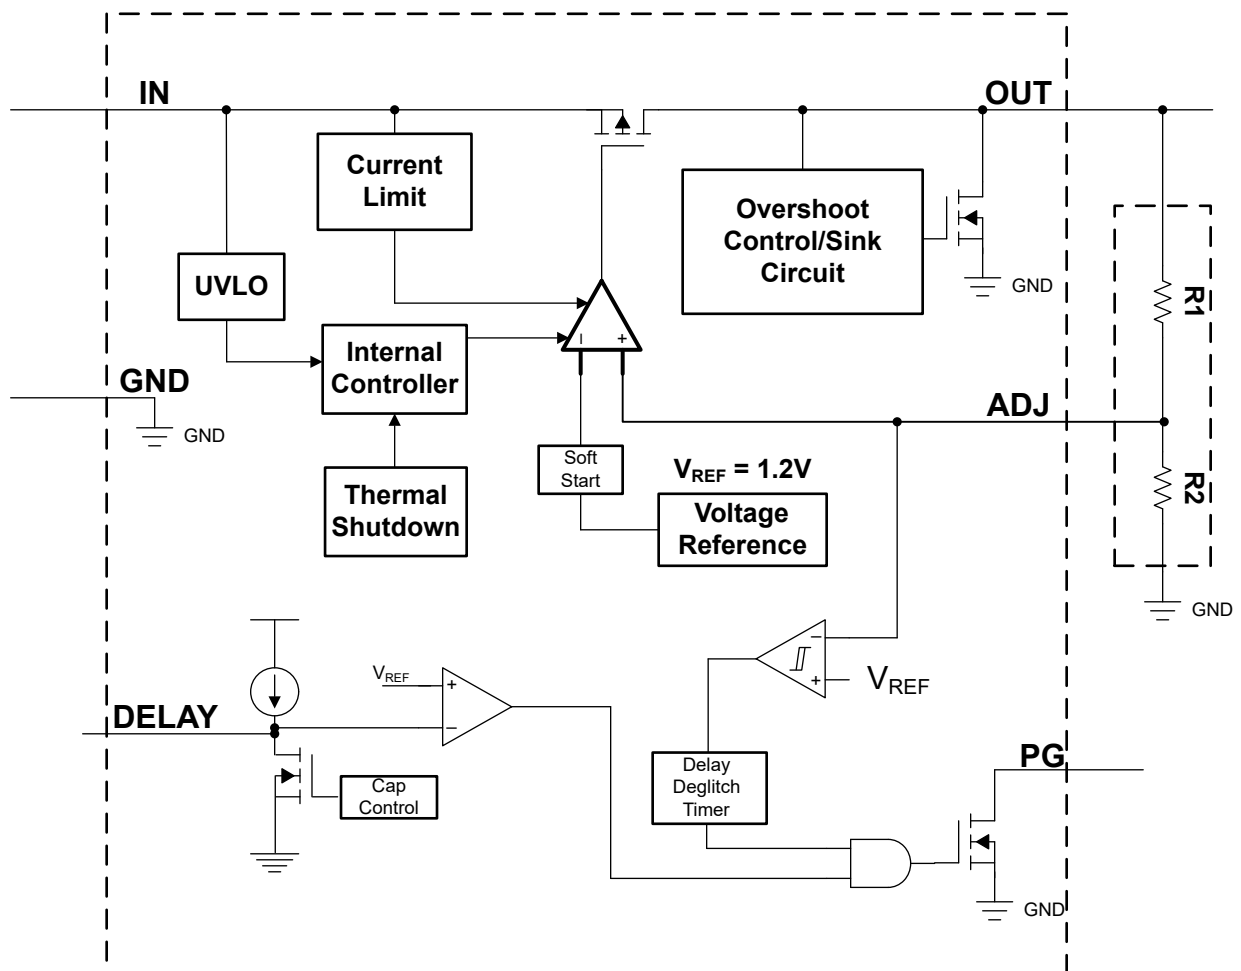 IN
OUT
Current
Limit
Overshoot
Control/Sink
Circuit
UVLO
GND
R1
Internal
Controller
- +
GND
GND
ADJ
Soft
Start
VREF = 1.2V
R2
Thermal
Shutdown
Voltage
Reference
GND
VREF
+
-
-
+
VREF
DELAY
Cap
Control
Delay
Deglitch
Timer
PG
GND